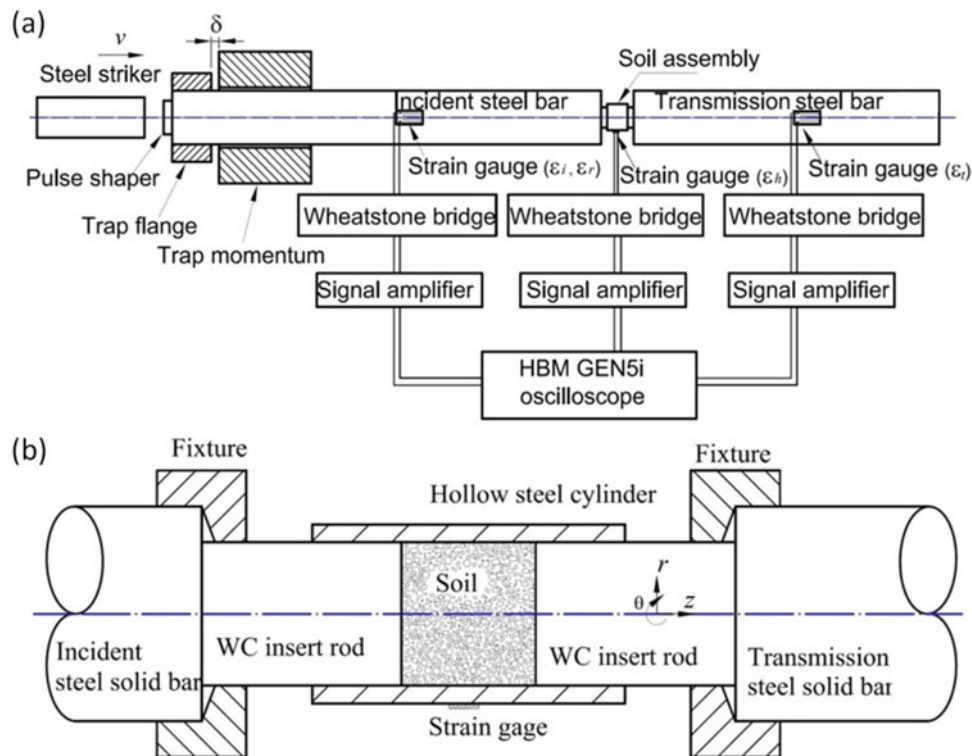 (a)
v
δ
Steel striker
Soil assembly
Incident steel bar
Transmission steel bar
Strain gauge (εi, εr)
Strain gauge (εh)
Strain gauge (εt)
Pulse shaper
Trap flange
Trap momentum
Wheatstone bridge
Wheatstone bridge
Wheatstone bridge
Signal amplifier
Signal amplifier
Signal amplifier
HBM GEN5i
oscilloscope
(b)
Fixture
Fixture
Hollow steel cylinder
Soil
r
θ
z
WC insert rod
WC insert rod
Incident
steel solid bar
Transmission
steel solid bar
Strain gage